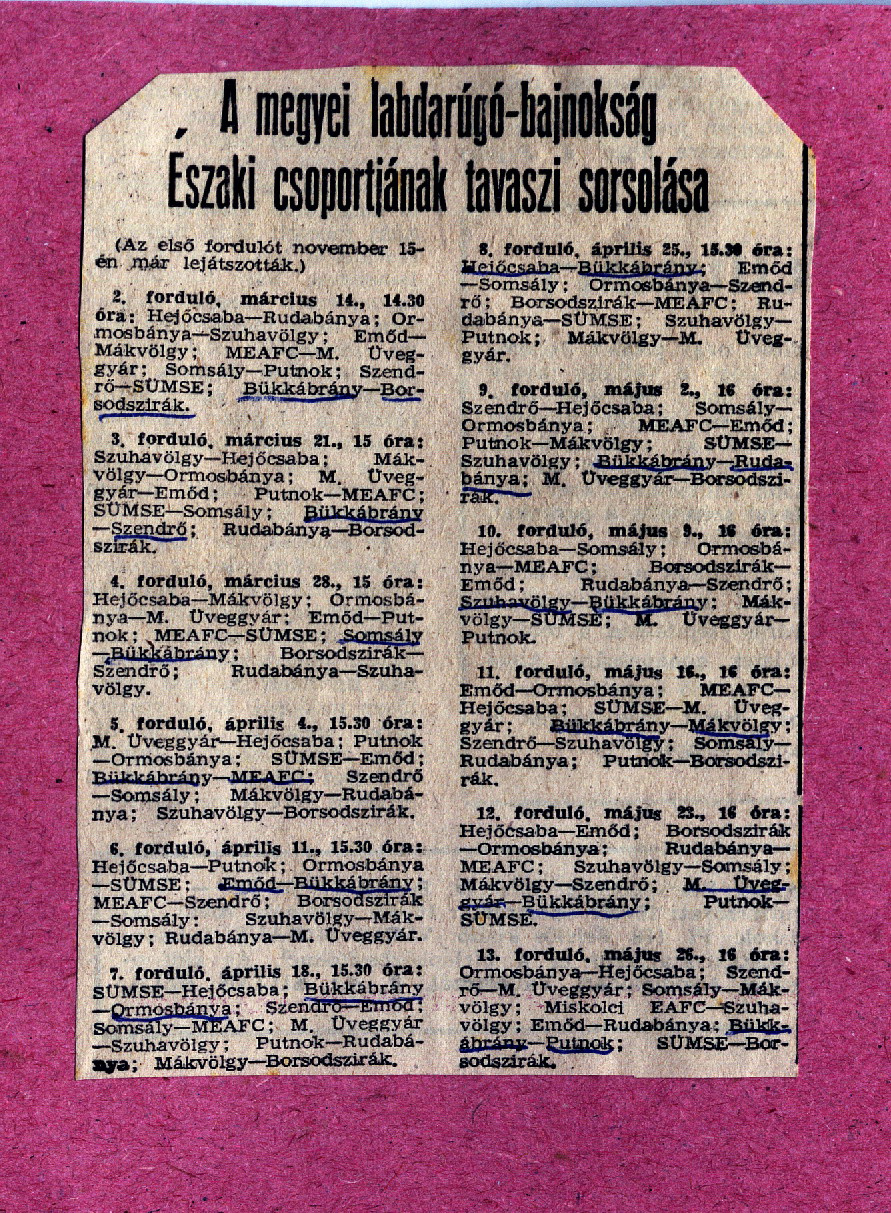 A megyei labdarúgó-bajnokság
Északi csoportjának tavaszi sorsolása
(Az első fordulót november 15-
én már lejátszották.)
2. forduló, március 14., 14.30
óra: Hejőcsaba—Rudabánya; Or-
mosbánya—Szuhavölgy; Emőd—
Mákvölgy; MEAFC—M. Üveg-
gyár; Somsály—Putnok; Szend-
rő—SÜMSE; Bükkábrány—Bor-
sodszirák.
3. forduló, március 21., 15 óra:
Szuhavölgy—Hejőcsaba; Mák-
völgy—Ormosbánya; M. Üveg-
gyár—Emőd; Putnok—MEAFC;
SÜMSE—Somsály; Bükkábrány
—Szendrő; Rudabánya—Borsod-
szirák.
4. forduló, március 28., 15 óra:
Hejőcsaba—Mákvölgy; Ormosbá-
nya—M. Üveggyár; Emőd—Put-
nok; MEAFC—SÜMSE; Somsály
—Bükkábrány; Borsodszirák—
Szendrő; Rudabánya—Szuha-
völgy.
5. forduló, április 4., 15.30 óra:
M. Üveggyár—Hejőcsaba; Putnok
—Ormosbánya; SÜMSE—Emőd;
Bükkábrány—MEAFC; Szendrő
—Somsály; Mákvölgy—Rudabá-
nya; Szuhavölgy—Borsodszirák.
6. forduló, április 11., 15.30 óra:
Hejőcsaba—Putnok; Ormosbánya
—SÜMSE; Emőd—Bükkábrány;
MEAFC—Szendrő; Borsodszirák
—Somsály; Szuhavölgy—Mák-
völgy; Rudabánya—M. Üveggyár.
7. forduló, április 18., 15.30 óra:
SÜMSE—Hejőcsaba; Bükkábrány
—Ormosbánya; Szendrő—Emőd;
Somsály—MEAFC; M. Üveggyár
—Szuhavölgy; Putnok—Rudabá-
nya; Mákvölgy—Borsodszirák.
8. forduló, április 25., 15.30 óra:
Hejőcsaba—Bükkábrány; Emőd
—Somsály; Ormosbánya—Szend-
rő; Borsodszirák—MEAFC; Ru-
dabánya—SÜMSE; Szuhavölgy—
Putnok; Mákvölgy—M. Üveg-
gyár.
9. forduló, május 2., 16 óra:
Szendrő—Hejőcsaba; Somsály—
Ormosbánya; MEAFC—Emőd;
Putnok—Mákvölgy; SÜMSE—
Szuhavölgy; Bükkábrány—Ruda-
bánya; M. Üveggyár—Borsodszi-
rák.
10. forduló, május 9., 16 óra:
Hejőcsaba—Somsály; Ormosbá-
nya—MEAFC; Borsodszirák—
Emőd; Rudabánya—Szendrő;
Szuhavölgy—Bükkábrány; Mák-
völgy—SÜMSE; M. Üveggyár—
Putnok.
11. forduló, május 16., 16 óra:
Emőd—Ormosbánya; MEAFC—
Hejőcsaba; SÜMSE—M. Üveg-
gyár; Bükkábrány—Mákvölgy;
Szendrő—Szuhavölgy; Somsály—
Rudabánya; Putnok—Borsodszi-
rák.
12. forduló, május 23., 16 óra:
Hejőcsaba—Emőd; Borsodszirák
—Ormosbánya; Rudabánya—
MEAFC; Szuhavölgy—Somsály;
Mákvölgy—Szendrő; M. Üveg-
gyár—Bükkábrány; Putnok—
SÜMSE.
13. forduló, május 26., 16 óra:
Ormosbánya—Hejőcsaba; Szend-
rő—M. Üveggyár; Somsály—Mák-
völgy; Miskolci EAFC—Szuha-
völgy; Emőd—Rudabánya; Bükk-
ábrány—Putnok; SÜMSE—Bor-
sodszirák.